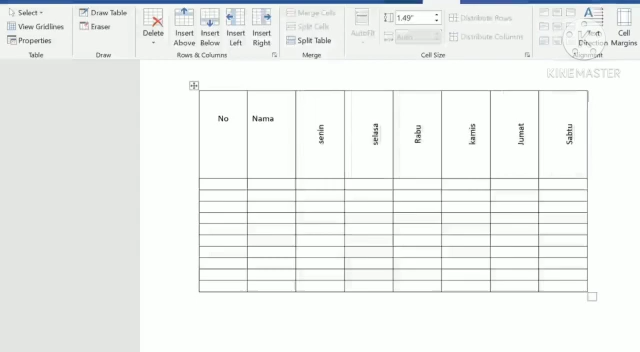 Select
View Gridlines
Properties
Table
Draw Table
Eraser
Draw
Delete
Insert Above
Insert Below
Insert Left
Insert Right
Rows & Columns
Merge Cells
Split Cells
Split Table
Merge
AutoFit
1.49"
Auto
Distribute Rows
Distribute Columns
Cell Size
Text Direction
Cell Margins
Alignment
KINEMASTER
No Nama senin selasa Rabu kamis Jumat Sabtu